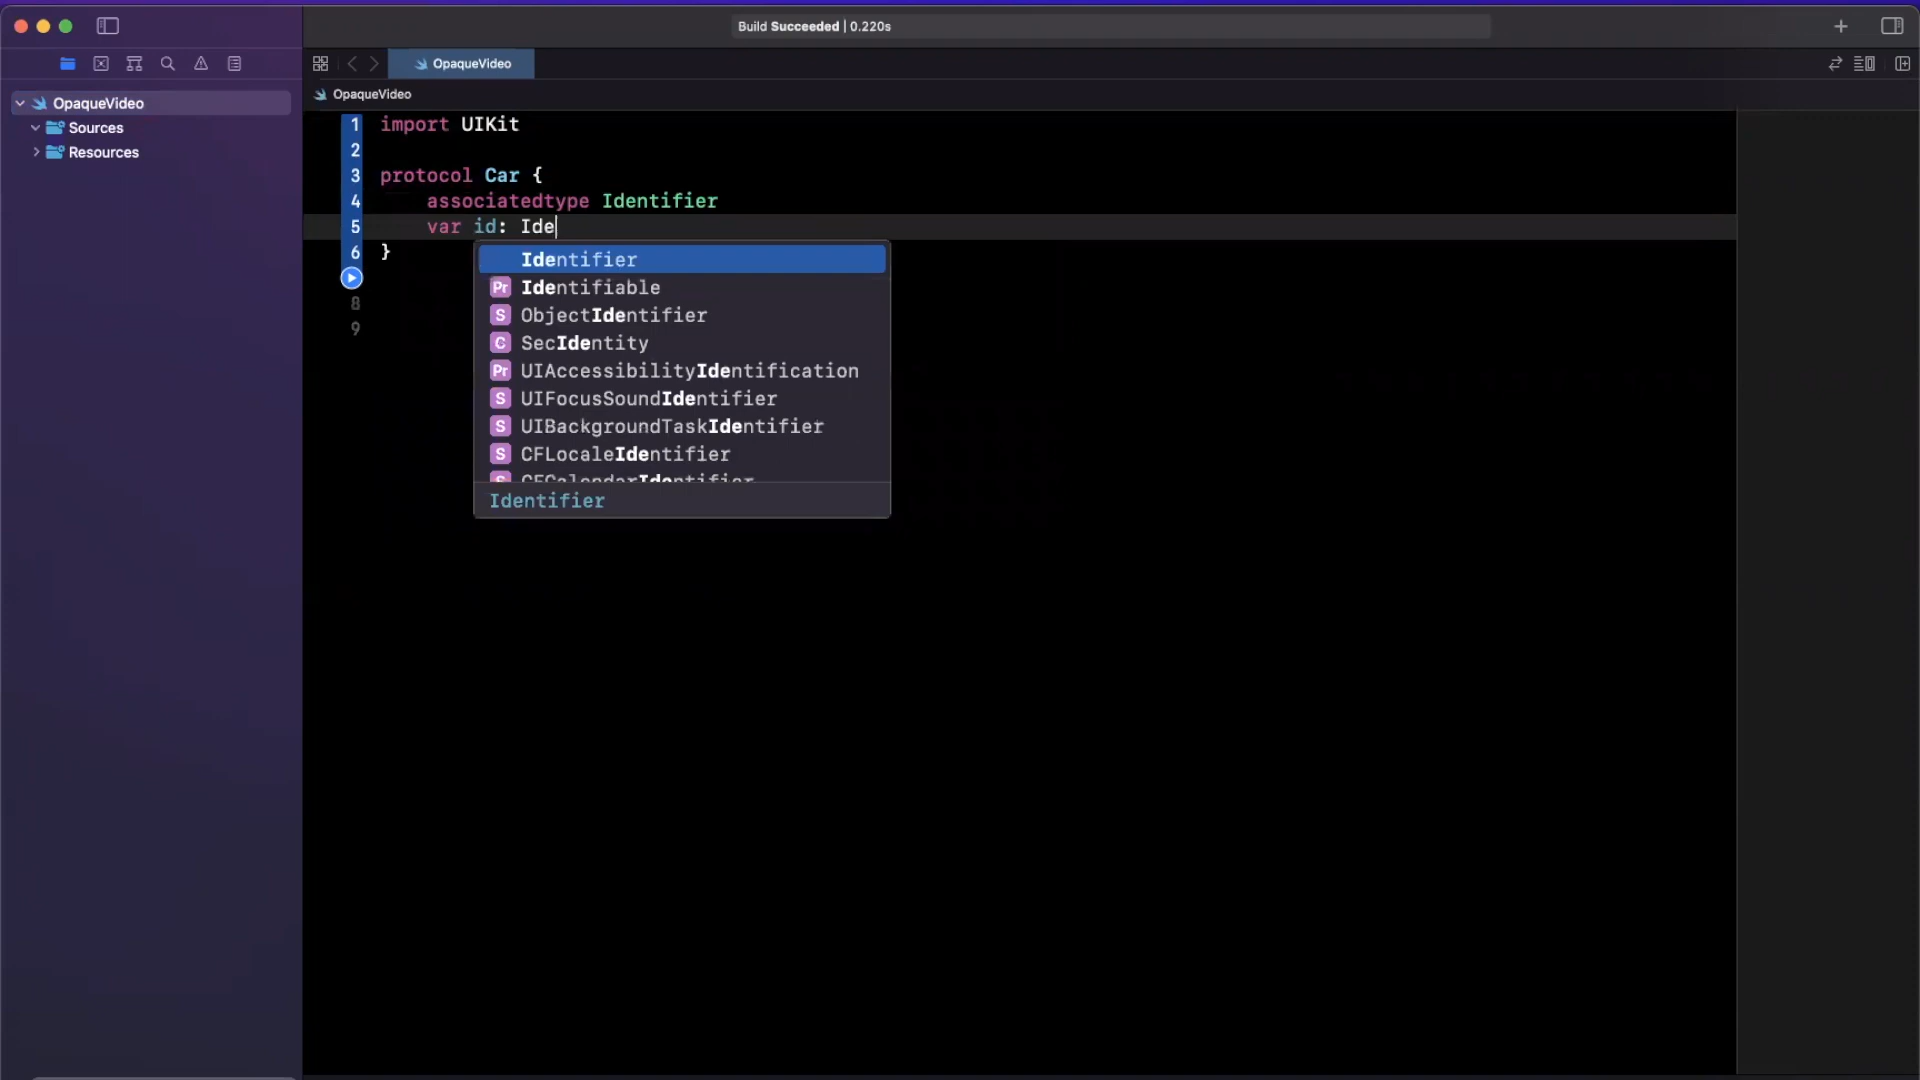 Build Succeeded | 0.220s
OpaqueVideo
OpaqueVideo
OpaqueVideo
Sources
Resources
1 import UIKit
2
3 protocol Car {
4 associatedtype Identifier
5 var id: Ide
6 }
8
9
Identifier
Pr Identifiable
S ObjectIdentifier
C SecIdentity
Pr UIAccessibilityIdentification
S UIFocusSoundIdentifier
S UIBackgroundTaskIdentifier
S CFLocaleIdentifier
S CFCalendarIdentifier
Identifier